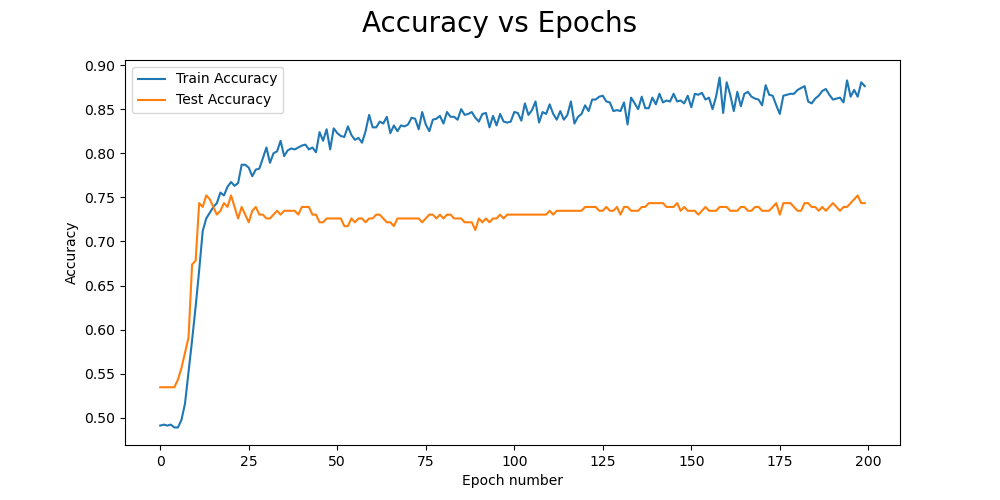 Accuracy vs Epochs
Train Accuracy
Test Accuracy
0.90
0.85
0.80
0.75
0.70
0.65
0.60
0.55
0.50
Accuracy
0 25 50 75 100 125 150 175 200
Epoch number